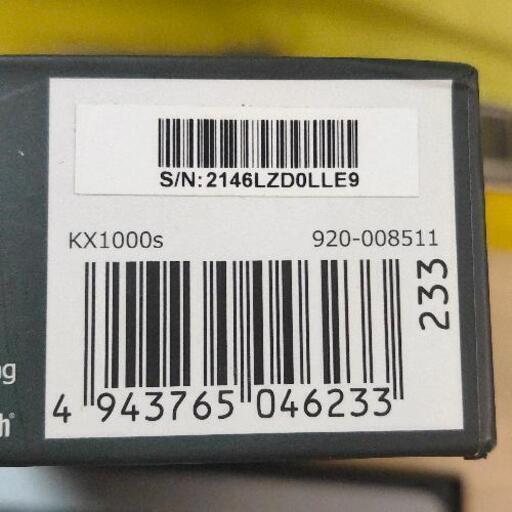 S/N: 2146LZD0LLE9
KX1000s 920-008511
233
4 943765 046233